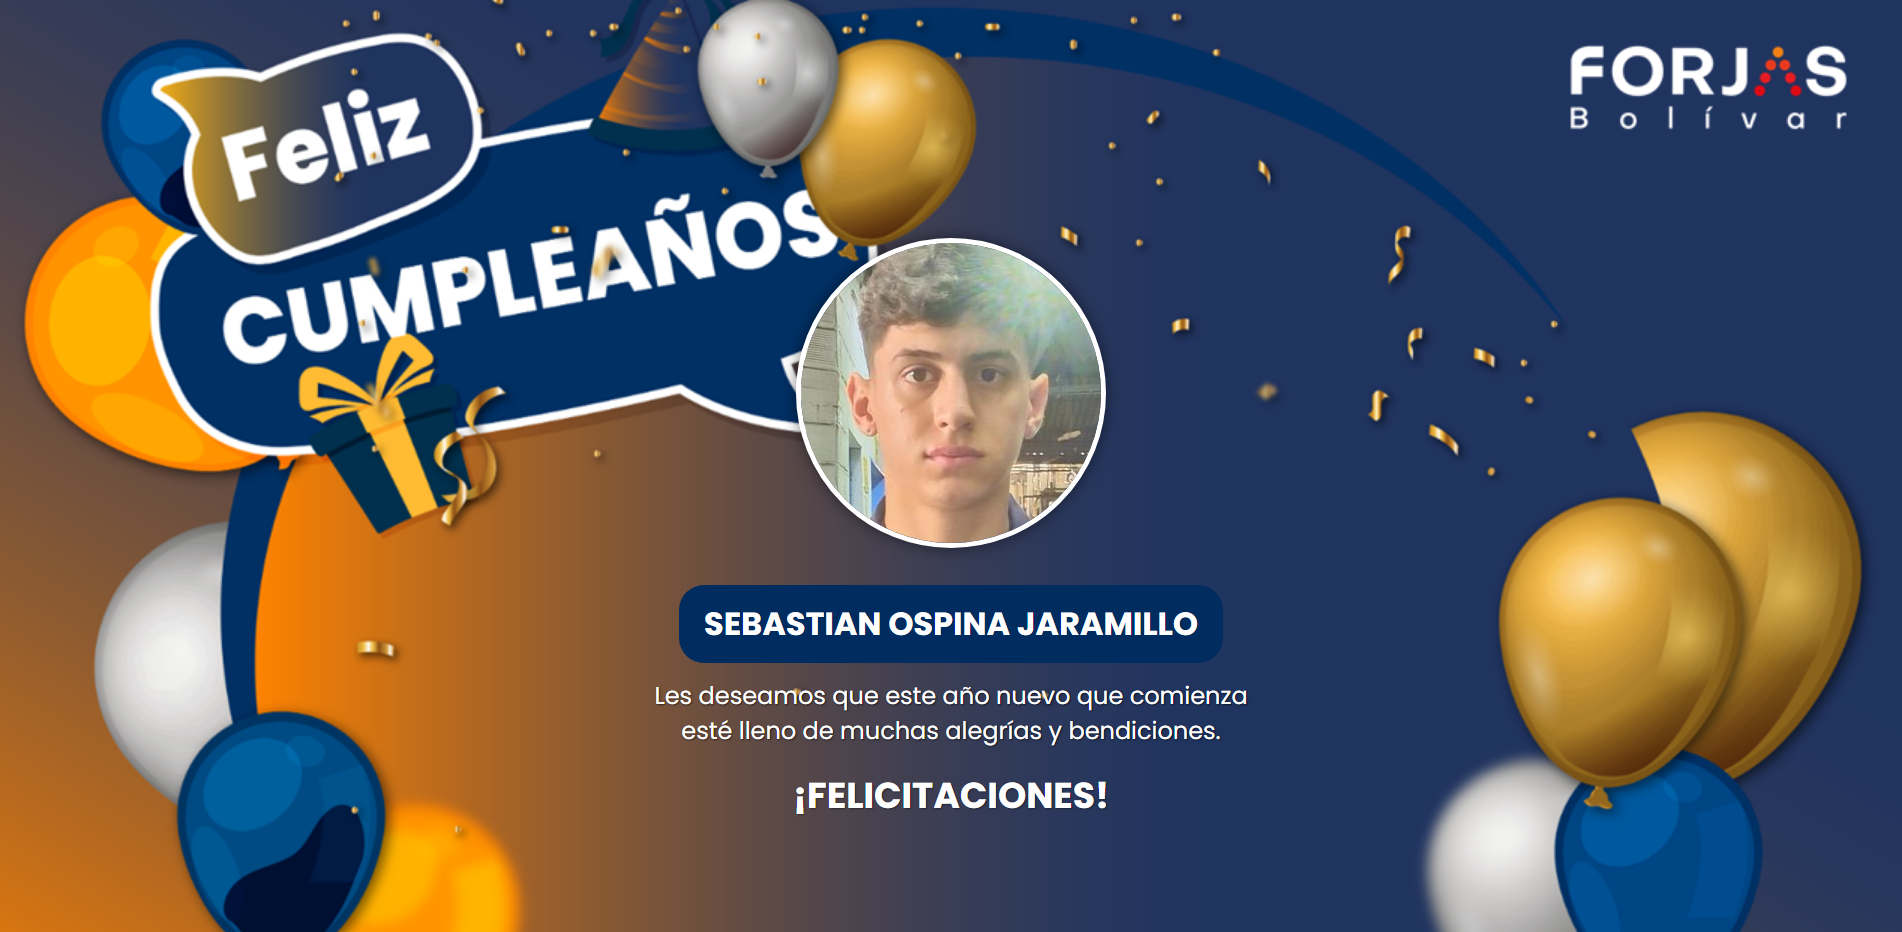 Feliz
CUMPLEAÑOS
FORJAS
Bolívar
SEBASTIAN OSPINA JARAMILLO
Les deseamos que este año nuevo que comienza
esté lleno de muchas alegrías y bendiciones.
¡FELICITACIONES!